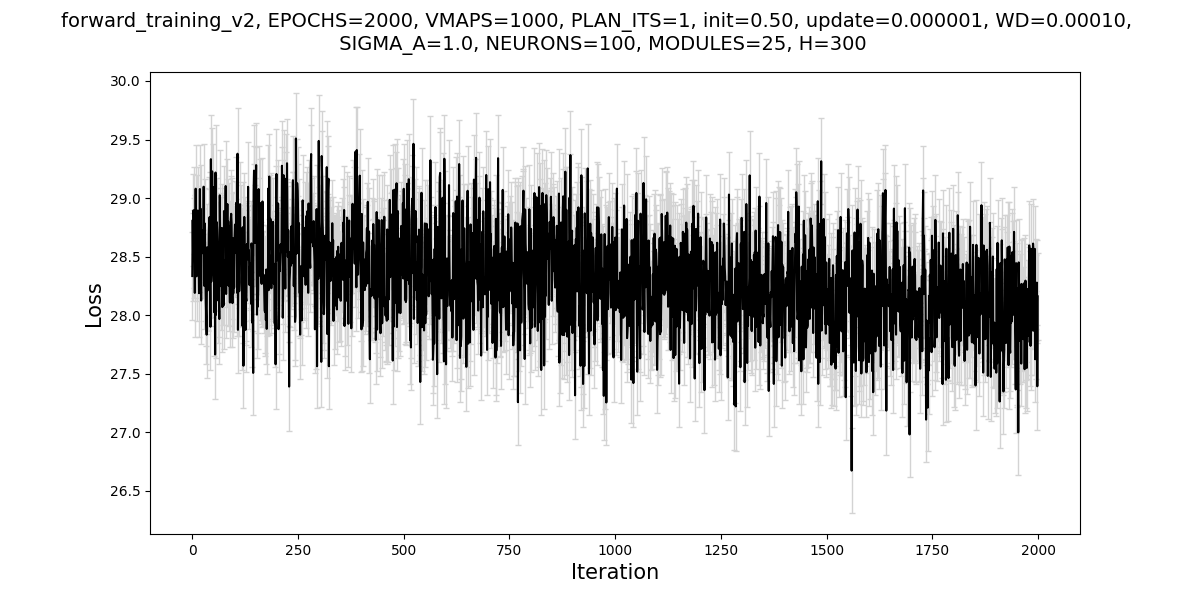 forward_training_v2, EPOCHS=2000, VMAPS=1000, PLAN_ITS=1, init=0.50, update=0.000001, WD=0.00010,
SIGMA_A=1.0, NEURONS=100, MODULES=25, H=300
30.0
29.5
29.0
28.5
28.0
27.5
27.0
26.5
Loss
0 250 500 750 1000 1250 1500 1750 2000
Iteration